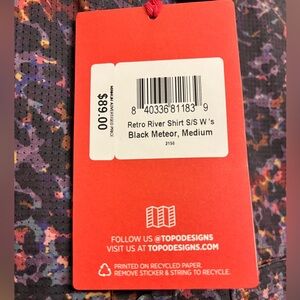 8 40336 81183 9
Retro River Shirt S/S W's
Black Meteor, Medium
2150
$89.00
FOLLOW US @TOPODESIGNS
VISIT US AT TOPODESIGNS.COM
PRINTED ON RECYCLED PAPER.
REMOVE STICKER & STRING TO RECYCLE.